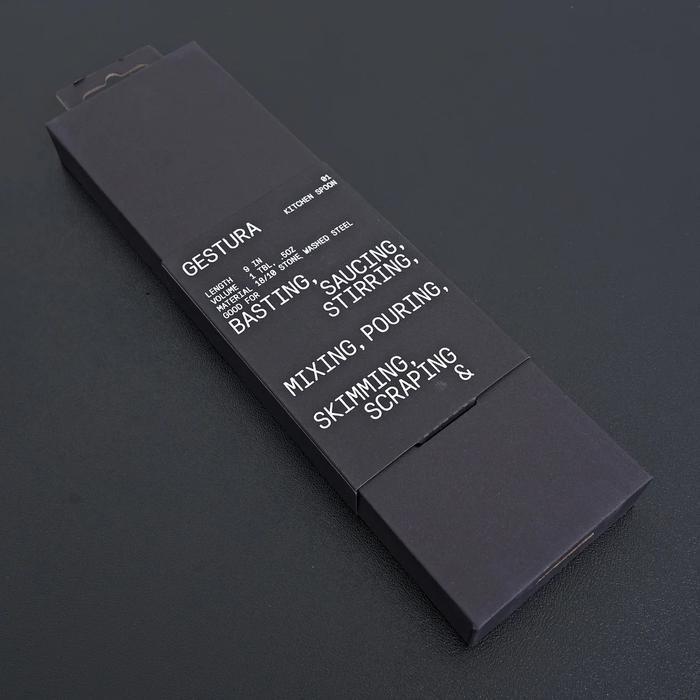 01
KITCHEN SPOON
GESTURA
LENGTH 9 IN
VOLUME 1 TBL, .5OZ
MATERIAL 18/10 STONE WASHED STEEL
GOOD FOR
BASTING,
SAUCING,
STIRRING,
MIXING, POURING,
SKIMMING,
SCRAPING
&